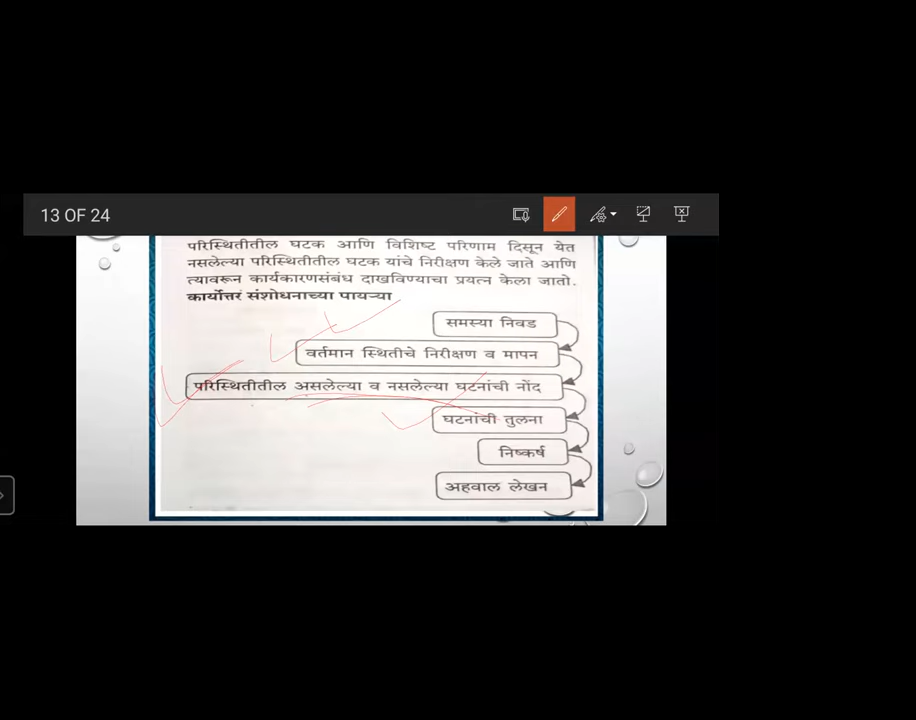 13 OF 24
परिस्थितीतील घटक आणि विशिष्ट परिणाम दिसून येत
नसलेल्या परिस्थितीतील घटक यांचे निरीक्षण केले जाते आणि
त्यावरून कार्यकारणसंबंध दाखविण्याचा प्रयत्न केला जातो.
कार्योत्तर संशोधनाच्या पायऱ्या
समस्या निवड
वर्तमान स्थितीचे निरीक्षण व मापन
परिस्थितीतील असलेल्या व नसलेल्या घटनांची नोंद
घटनांची तुलना
निष्कर्ष
अहवाल लेखन